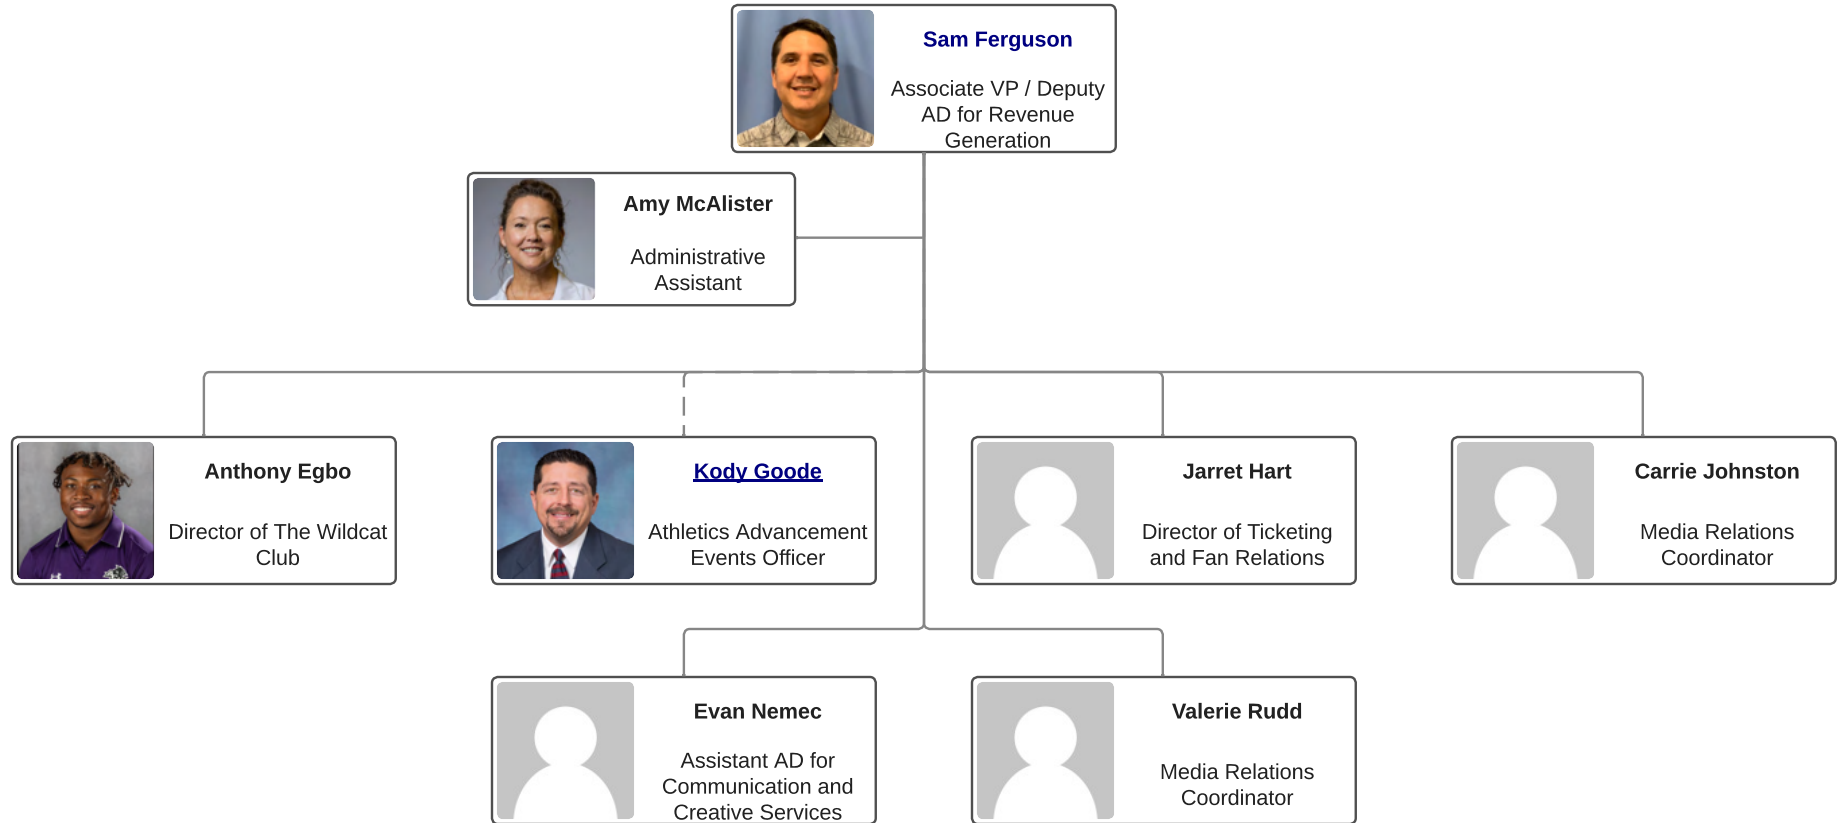 Sam Ferguson
Associate VP / Deputy
AD for Revenue
Generation
Amy McAlister
Administrative
Assistant
Anthony Egbo
Director of The Wildcat
Club
Kody Goode
Athletics Advancement
Events Officer
Jarret Hart
Director of Ticketing
and Fan Relations
Carrie Johnston
Media Relations
Coordinator
Evan Nemec
Assistant AD for
Communication and
Creative Services
Valerie Rudd
Media Relations
Coordinator